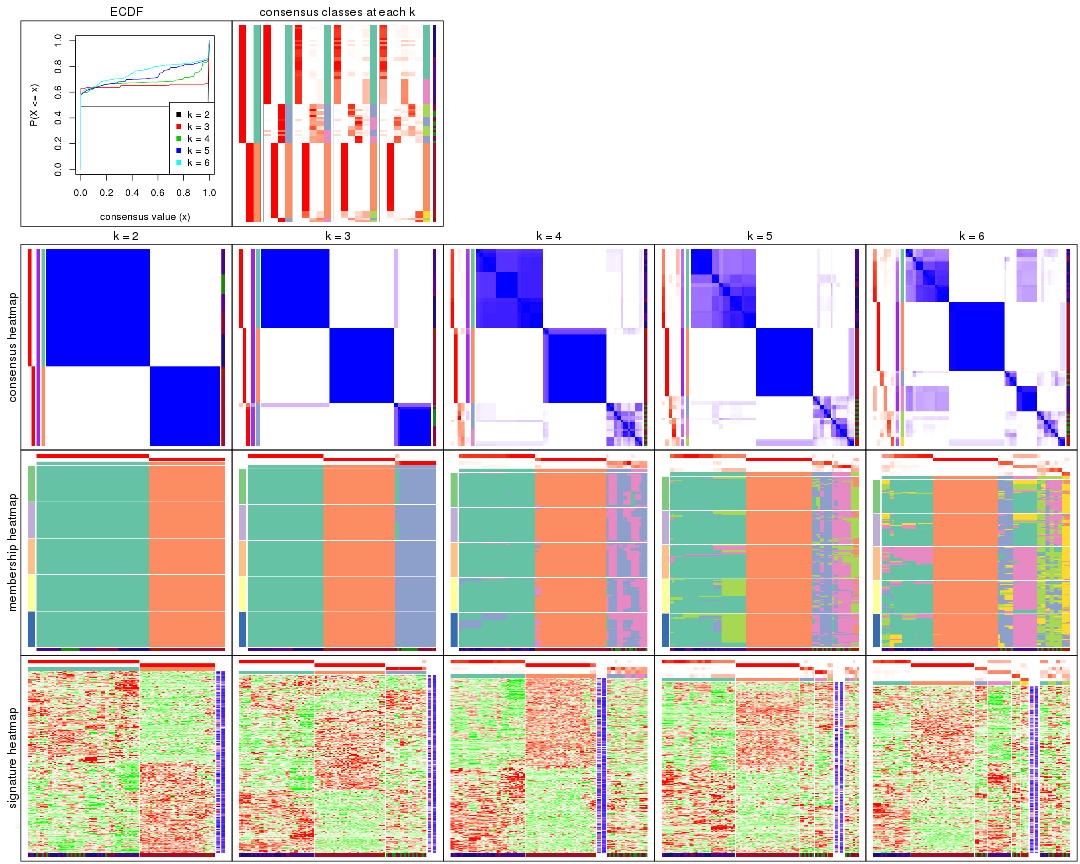 ECDF
consensus classes at each k
P(X <= x)
1.0
0.8
0.6
0.4
0.2
0.0
k = 2
k = 3
k = 4
k = 5
k = 6
0.0 0.2 0.4 0.6 0.8 1.0
consensus value (x)
k = 2
k = 3
k = 4
k = 5
k = 6
consensus heatmap
membership heatmap
signature heatmap